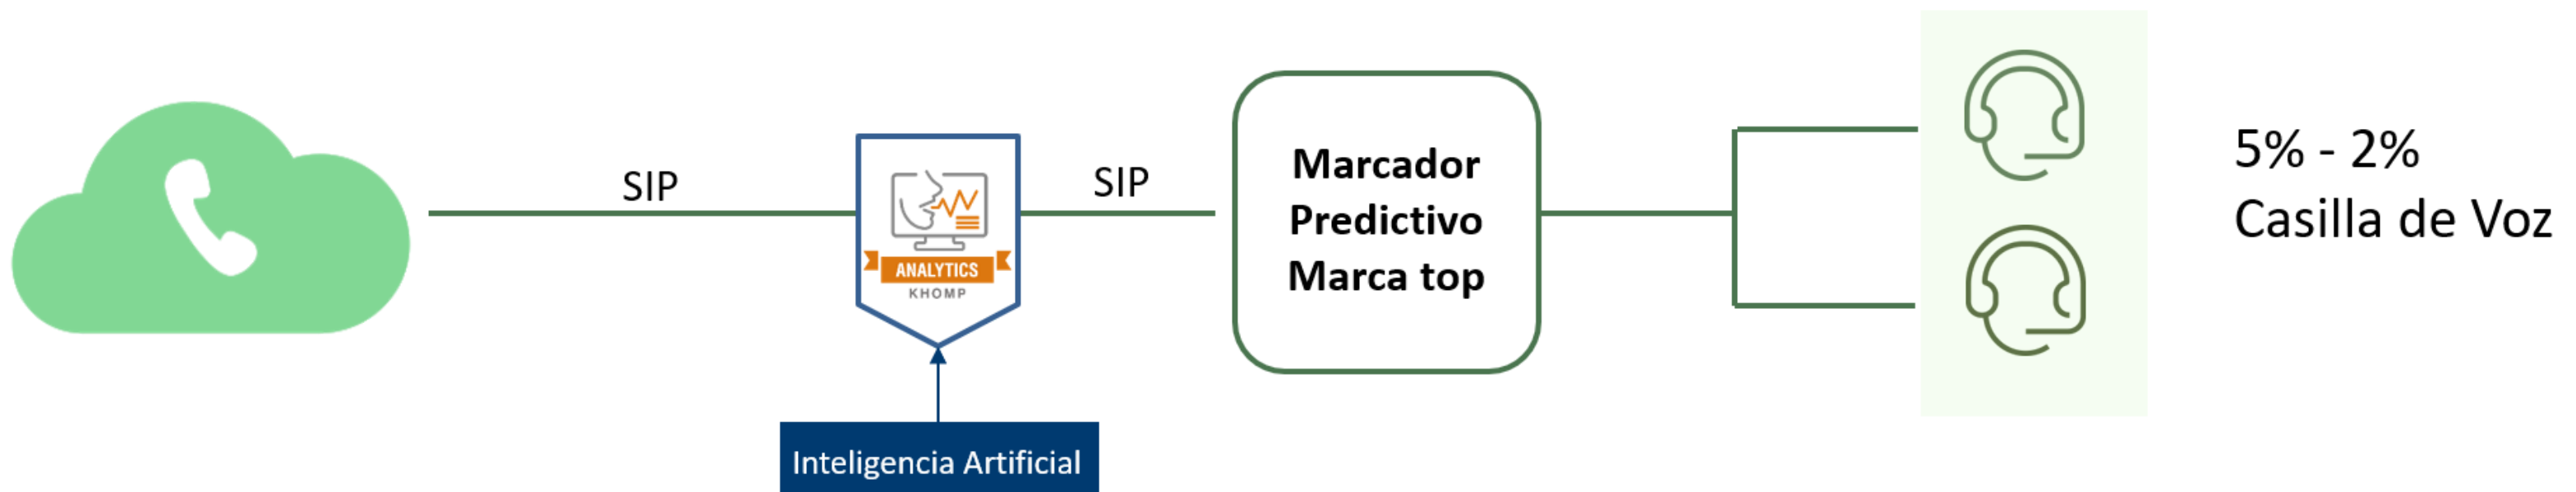 SIP
ANALYTICS
KHOMP
Inteligencia Artificial
SIP
Marcador
Predictivo
Marca top
5% - 2%
Casilla de Voz